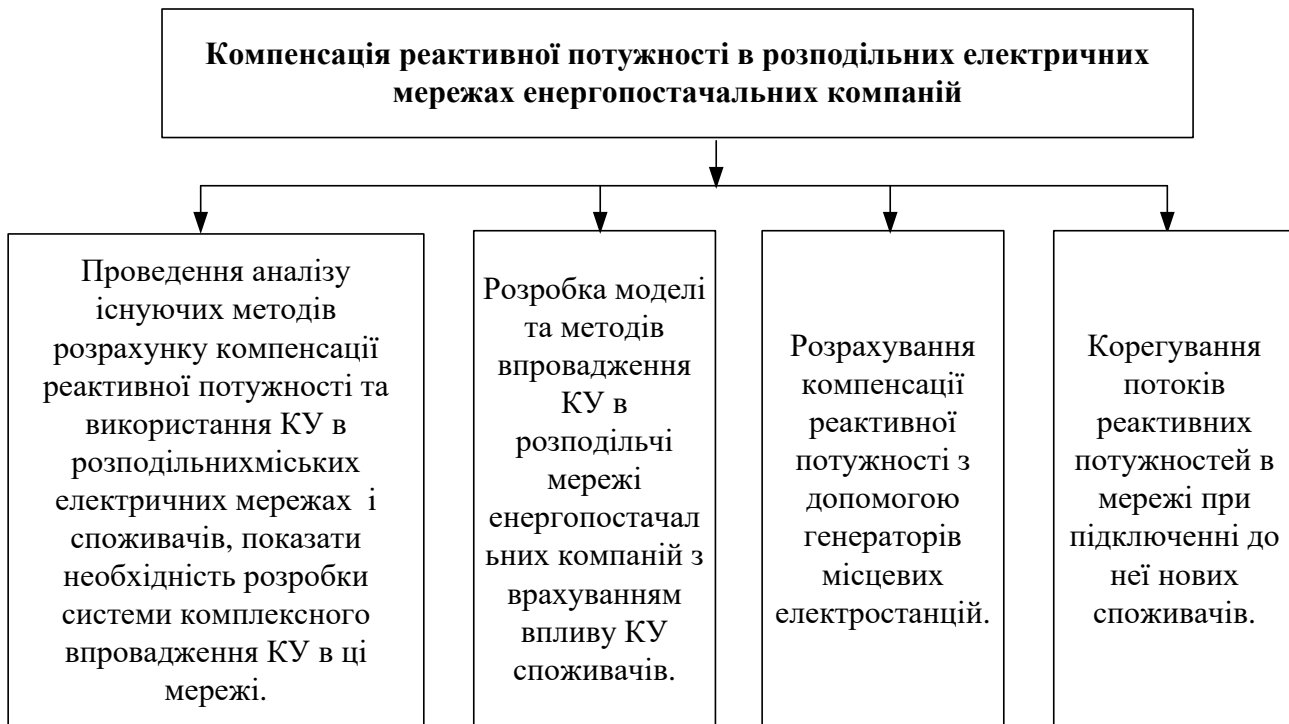 Компенсація реактивної потужності в розподільних електричних
мережах енергопостачальних компаній
Проведення аналізу
існуючих методів
розрахунку компенсації
реактивної потужності та
використання КУ в
розподільнихміських
електричних мережах і
споживачів, показати
необхідність розробки
системи комплексного
впровадження КУ в ці
мережі.
Розробка моделі
та методів
впровадження
КУ в
розподільчі
мережі
енергопостачал
ьних компаній з
врахуванням
впливу КУ
споживачів.
Розрахування
компенсації
реактивної
потужності з
допомогою
генераторів
місцевих
електростанцій.
Корегування
потоків
реактивних
потужностей в
мережі при
підключенні до
неї нових
споживачів.